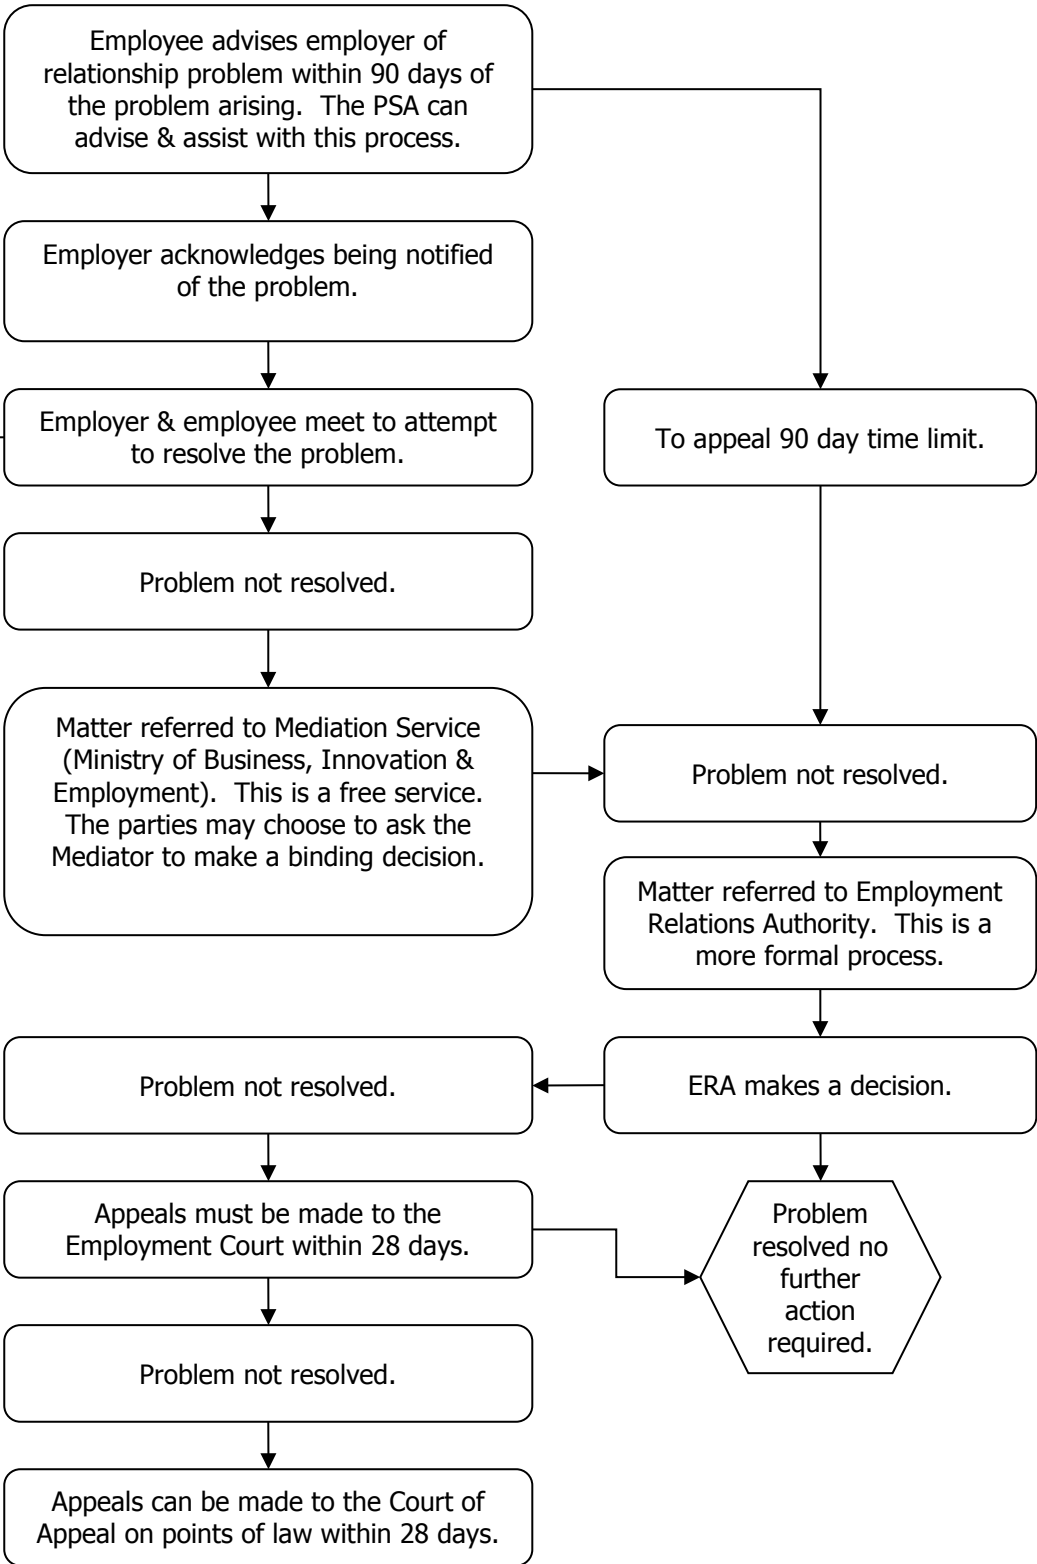 Employee advises employer of
relationship problem within 90 days of
the problem arising.  The PSA can
advise & assist with this process.
Employer acknowledges being notified
of the problem.
Employer & employee meet to attempt
to resolve the problem.
To appeal 90 day time limit.
Problem not resolved.
Matter referred to Mediation Service
(Ministry of Business, Innovation &
Employment).  This is a free service.
The parties may choose to ask the
Mediator to make a binding decision.
Problem not resolved.
Matter referred to Employment
Relations Authority.  This is a
more formal process.
ERA makes a decision.
Problem not resolved.
Appeals must be made to the
Employment Court within 28 days.
Problem
resolved no
further
action
required.
Problem not resolved.
Appeals can be made to the Court of
Appeal on points of law within 28 days.